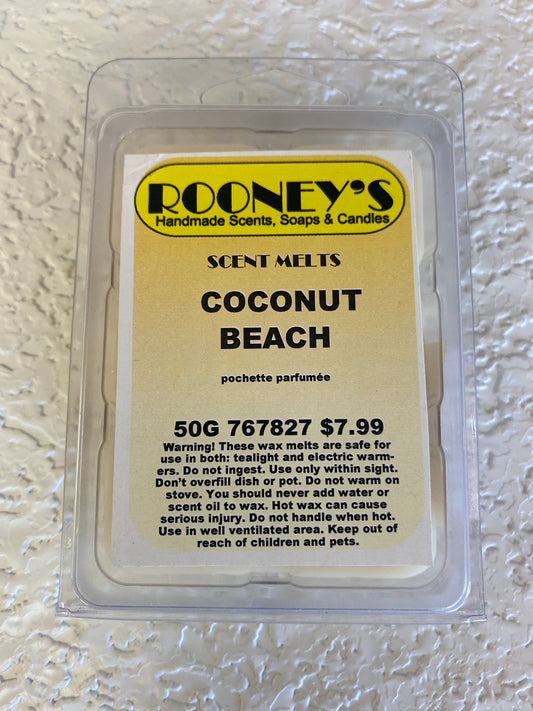 ROONEY'S
Handmade Scents, Soaps & Candles
SCENT MELTS
COCONUT
BEACH
pochette parfumée
50G 767827 $7.99
Warning! These wax melts are safe for
use in both: tealight and electric warm-
ers. Do not ingest. Use only within sight.
Don't overfill dish or pot. Do not warm on
stove. You should never add water or
scent oil to wax. Hot wax can cause
serious injury. Do not handle when hot.
Use in well ventilated area. Keep out of
reach of children and pets.